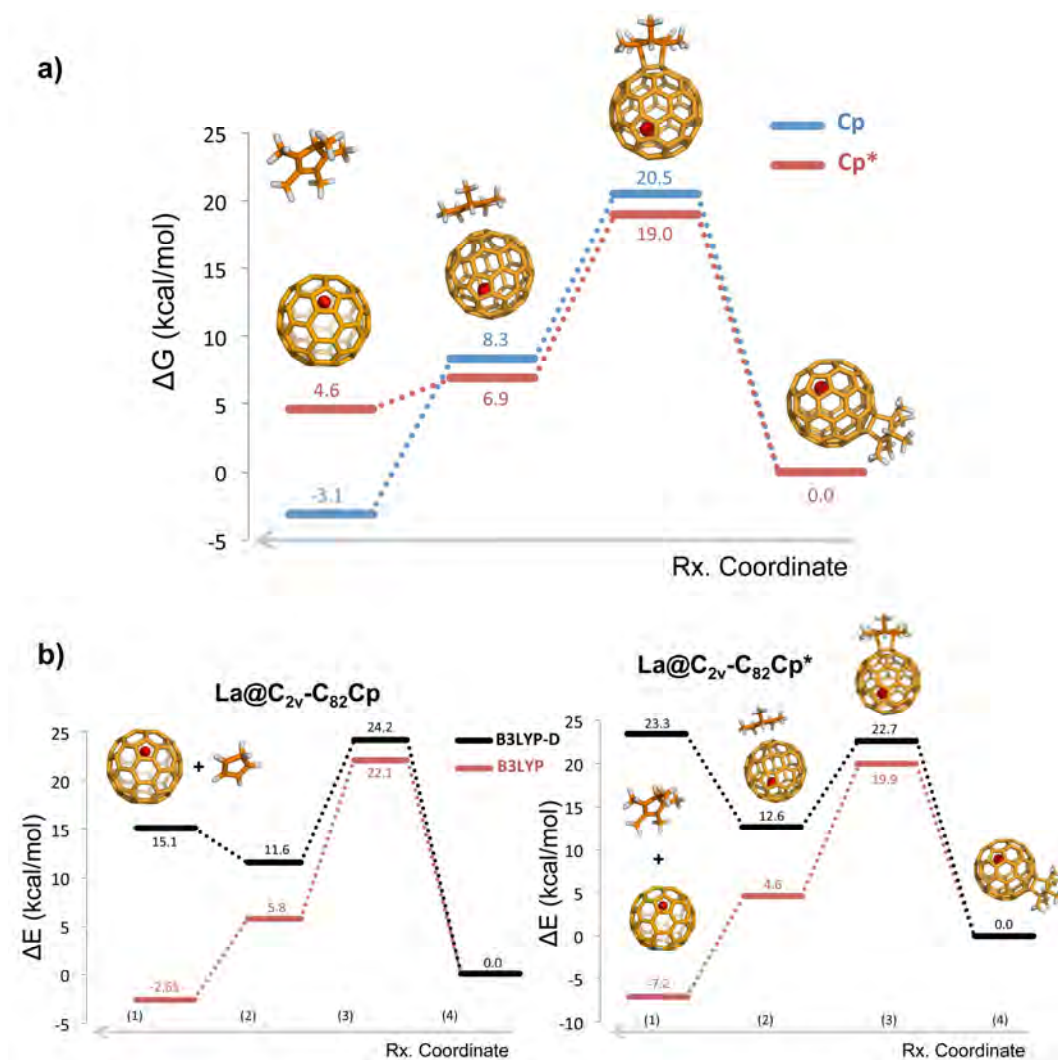 a)
ΔG (kcal/mol)
25
20
15
10
5
0
-5
Cp
Cp*
20.5
19.0
8.3
6.9
4.6
-3.1
0.0
Rx. Coordinate
b)
La@C2v-C82Cp
ΔE (kcal/mol)
25
20
15
10
5
0
-5
B3LYP-D
B3LYP
+
24.2
22.1
15.1
11.6
5.8
-2.65
0.0
(1) (2) (3) (4)
Rx. Coordinate
La@C2v-C82Cp*
ΔE (kcal/mol)
25
20
15
10
5
0
-5
-10
23.3
22.7
19.9
12.6
+
4.6
-7.2
0.0
(1) (2) (3) (4)
Rx. Coordinate